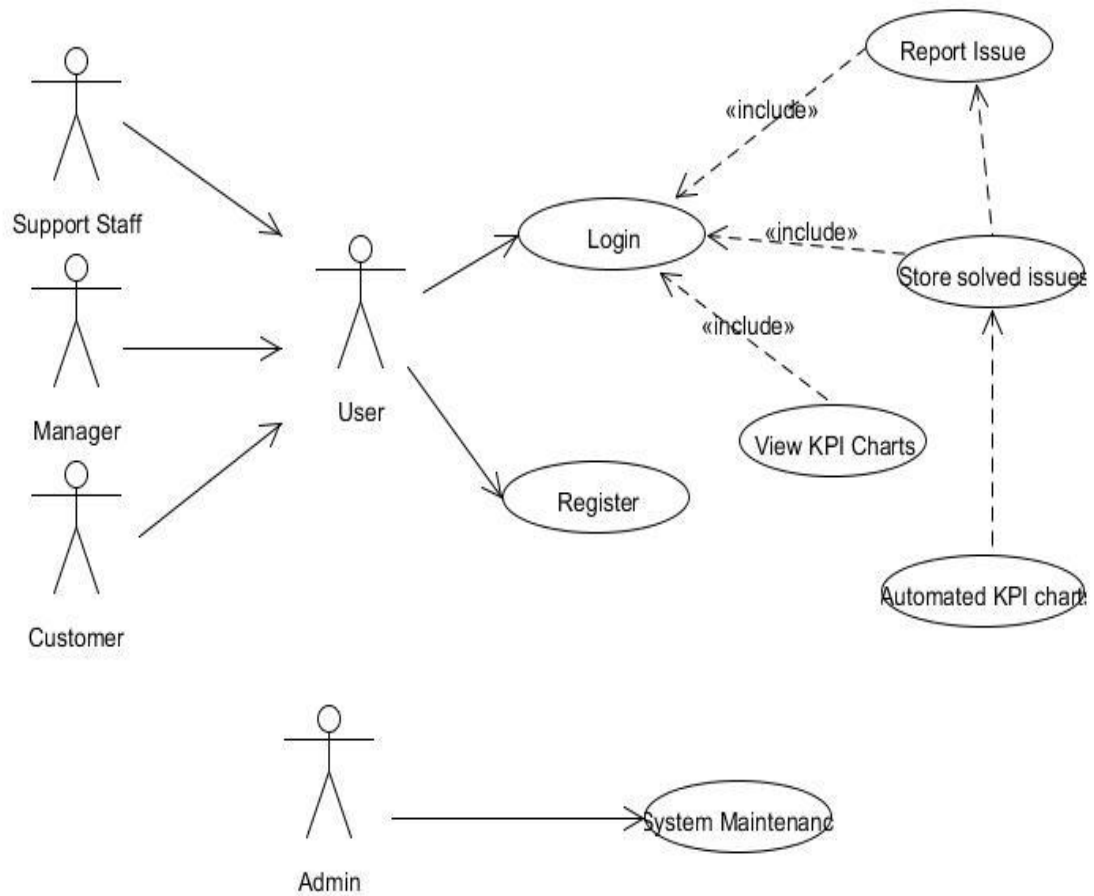 Report Issue
«include»
Support Staff
Login
«include»
Store solved issues
«include»
Manager
User
View KPI Charts
Register
Automated KPI charts
Customer
System Maintenanc
Admin